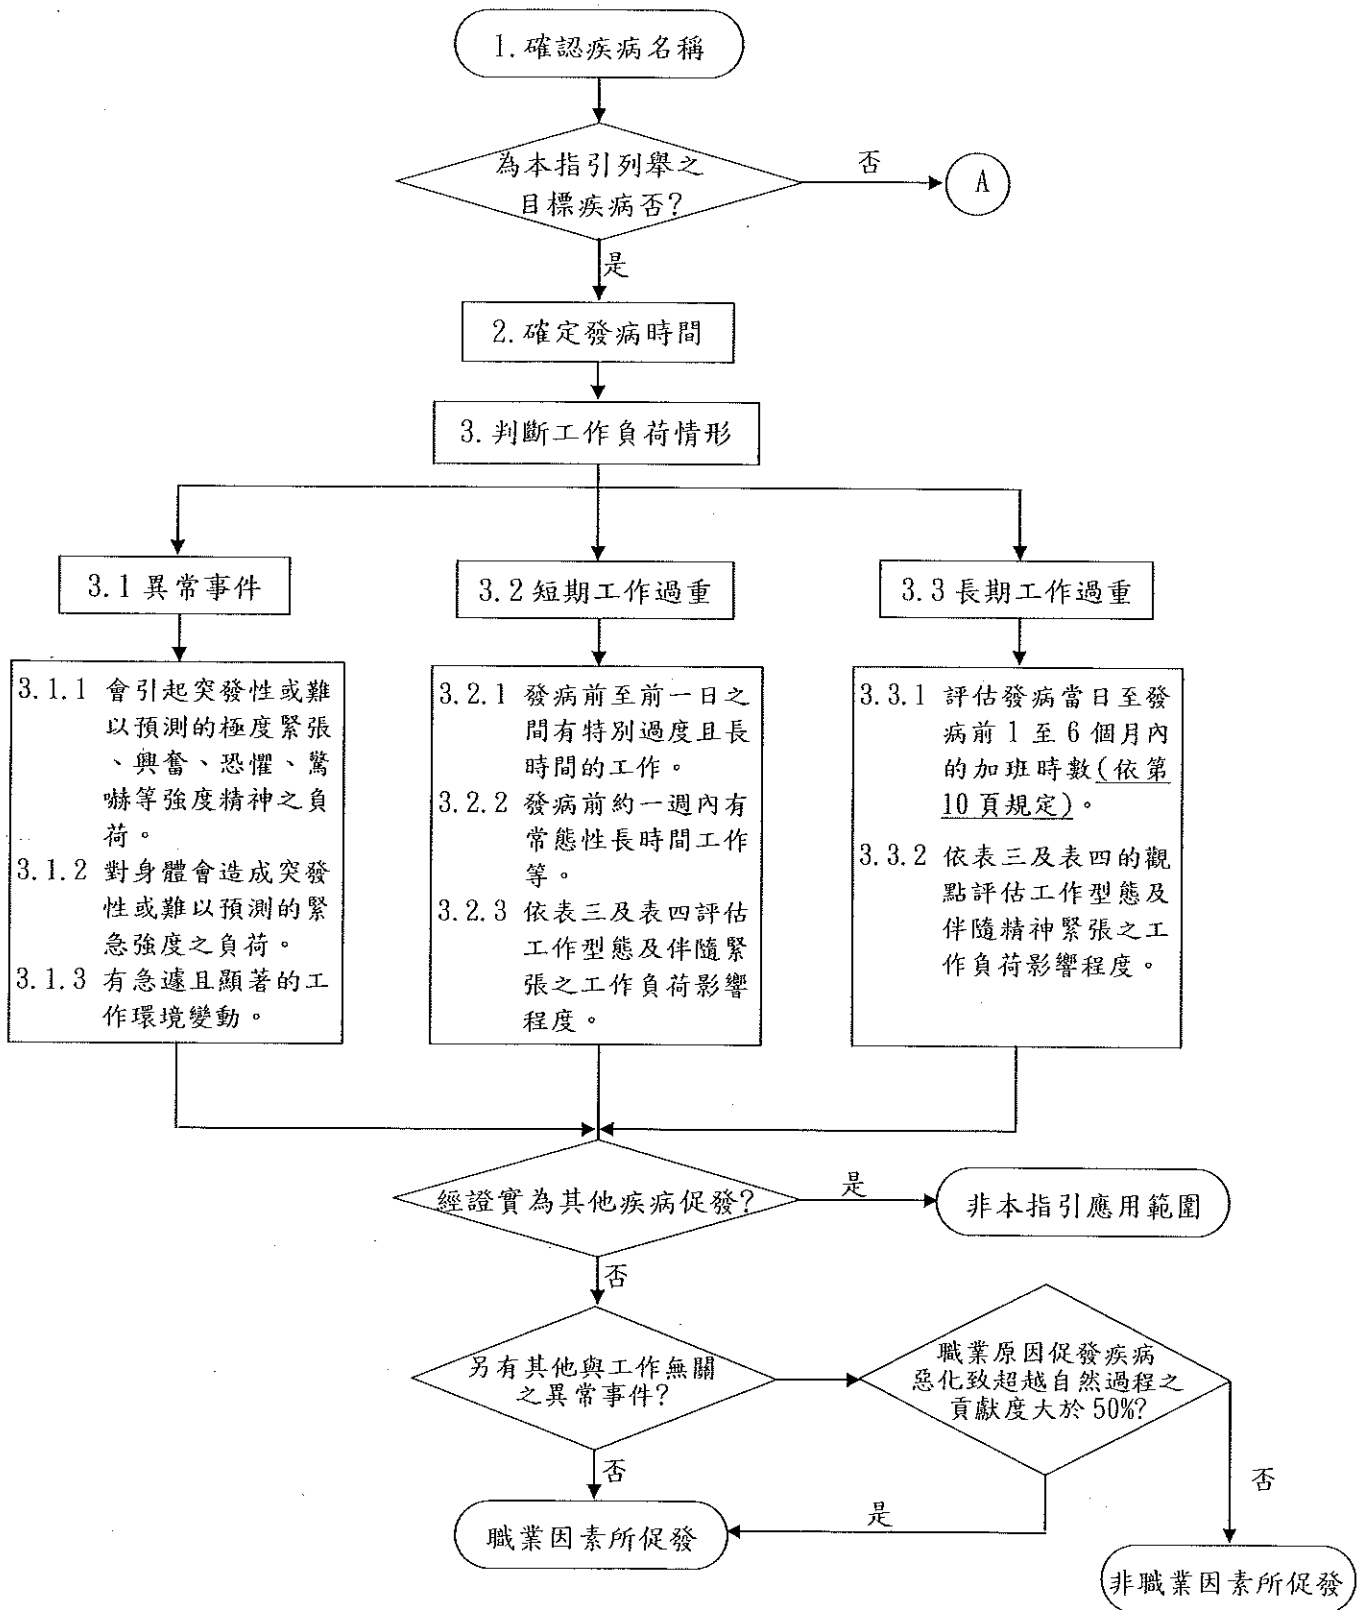 1.確認疾病名稱
為本指引列舉之
目標疾病否?
否
A
是
2.確定發病時間
3.判斷工作負荷情形
3.1 異常事件
3.2 短期工作過重
3.3 長期工作過重
3.1.1 會引起突發性或難
以預測的極度緊張
、興奮、恐懼、驚
嚇等強度精神之負
荷。
3.1.2 對身體會造成突發
性或難以預測的緊
急強度之負荷。
3.1.3 有急遽且顯著的工
作環境變動。
3.2.1 發病前至前一日之
間有特別過度且長
時間的工作。
3.2.2 發病前約一週內有
常態性長時間工作
等。
3.2.3 依表三及表四評估
工作型態及伴隨緊
張之工作負荷影響
程度。
3.3.1 評估發病當日至發
病前 1 至 6 個月內
的加班時數(依第
10 頁規定)。
3.3.2 依表三及表四的觀
點評估工作型態及
伴隨精神緊張之工
作負荷影響程度。
經證實為其他疾病促發?
是
非本指引應用範圍
否
另有其他與工作無關
之異常事件?
職業原因促發疾病
惡化致超越自然過程之
貢獻度大於 50%?
否
否
是
職業因素所促發
非職業因素所促發